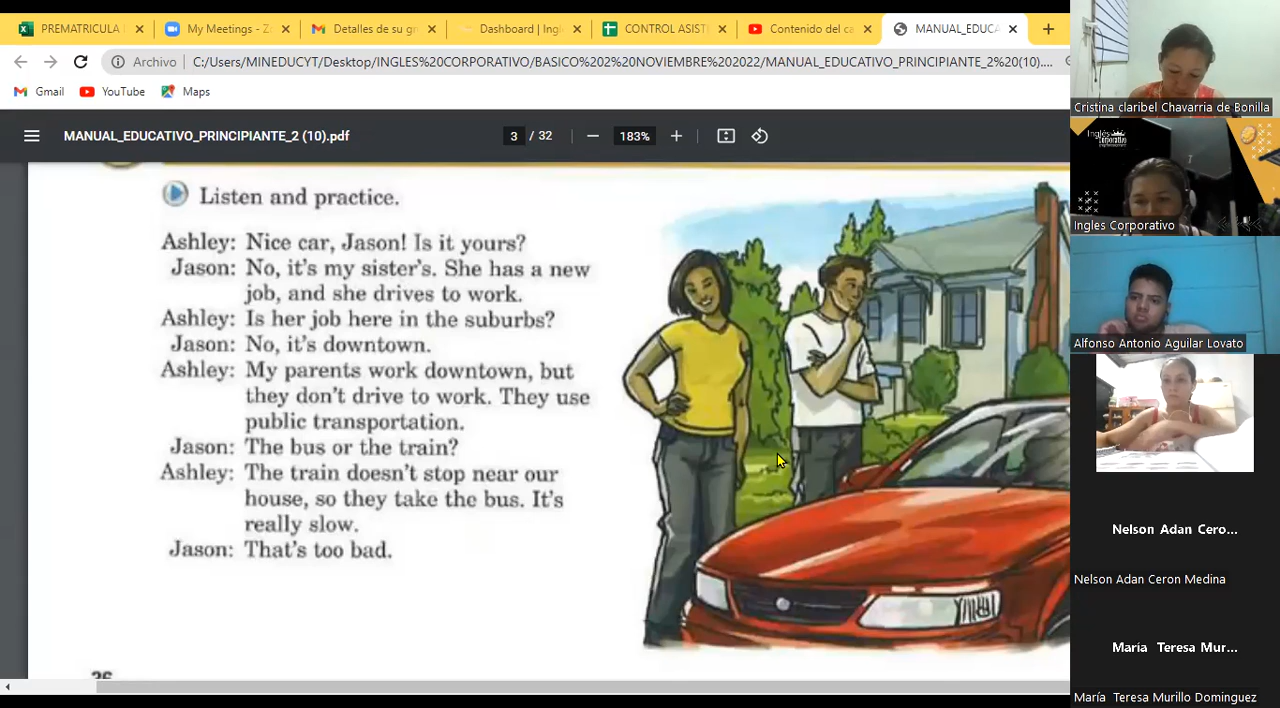 PREMATRICULA
My Meetings - Z
Detalles de su gr
Dashboard | Ingl
CONTROL ASIST
Contenido del ca
MANUAL_EDUCA
Archivo
C:/Users/MINEDUCYT/Desktop/INGLES%20CORPORATIVO/BASICO%202%20NOVIEMBRE%202022/MANUAL_EDUCATIVO_PRINCIPIANTE_2%20(10)....
Gmail YouTube Maps
MANUAL_EDUCATIVO_PRINCIPIANTE_2 (10).pdf
3 / 32
183%
Listen and practice.
Ashley: Nice car, Jason! Is it yours?
Jason: No, it's my sister's. She has a new
job, and she drives to work.
Ashley: Is her job here in the suburbs?
Jason: No, it's downtown.
Ashley: My parents work downtown, but
they don't drive to work. They use
public transportation.
Jason: The bus or the train?
Ashley: The train doesn't stop near our
house, so they take the bus. It's
really slow.
Jason: That's too bad.
Cristina claribel Chavarria de Bonilla
Inglés
Corporativo
Ingles Corporativo
Alfonso Antonio Aguilar Lovato
Nelson Adan Cero...
Nelson Adan Ceron Medina
María Teresa Mur...
María Teresa Murillo Dominguez